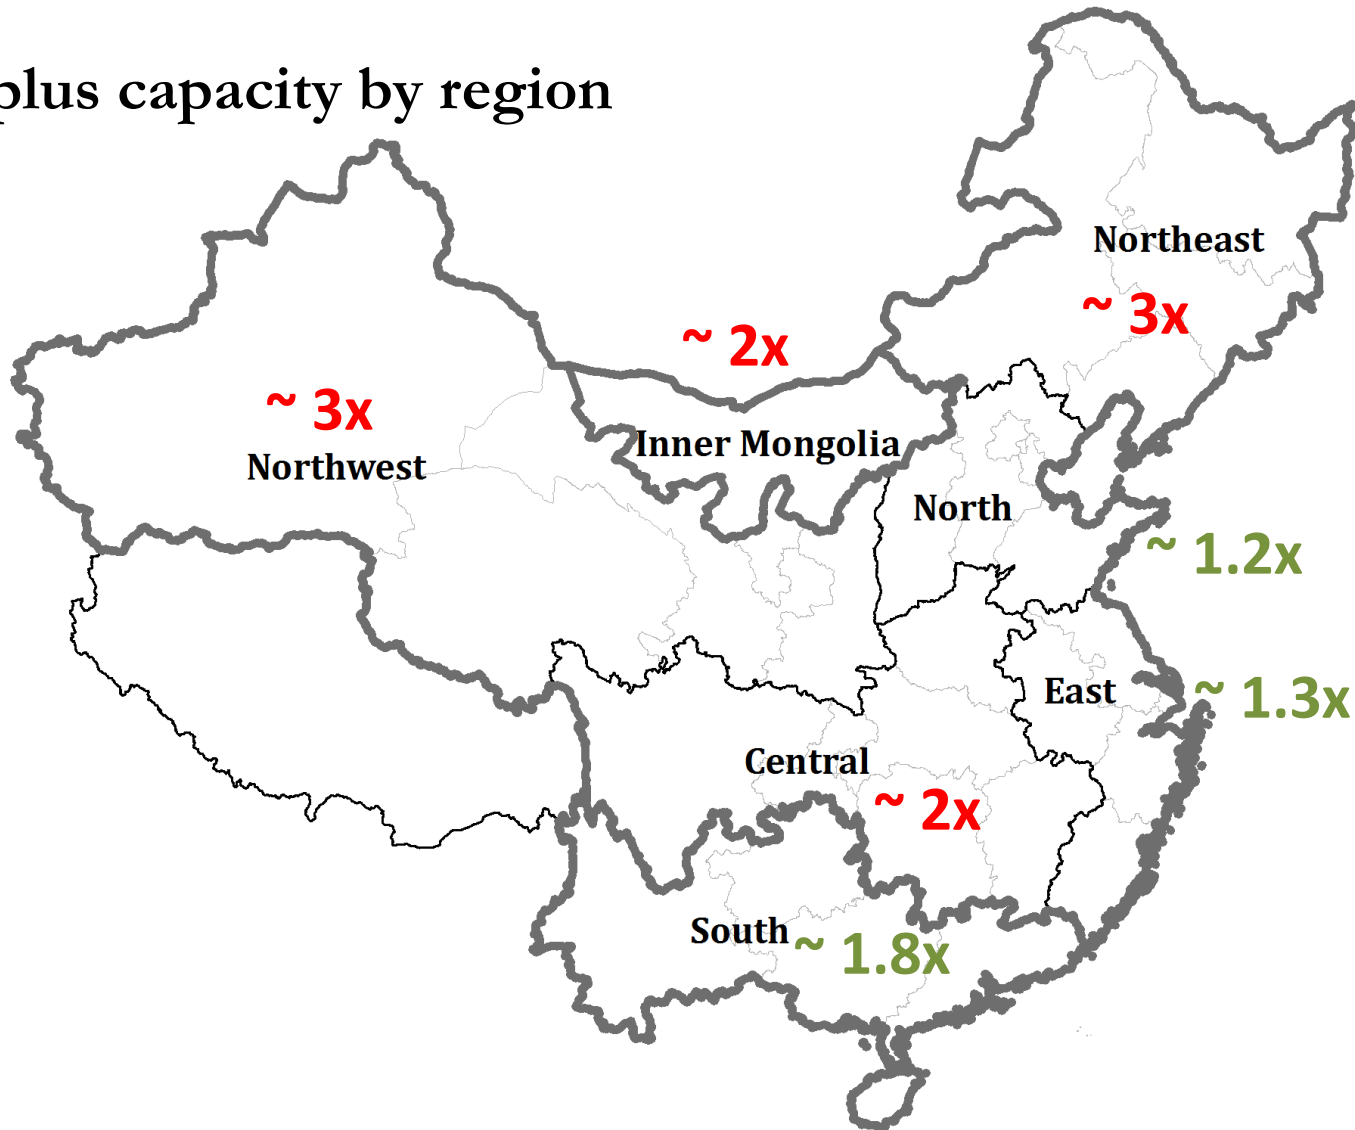 plus capacity by region
Northeast
~ 3x
~ 2x
~ 3x
Northwest
Inner Mongolia
North
~ 1.2x
East
~ 1.3x
Central
~ 2x
South
~ 1.8x